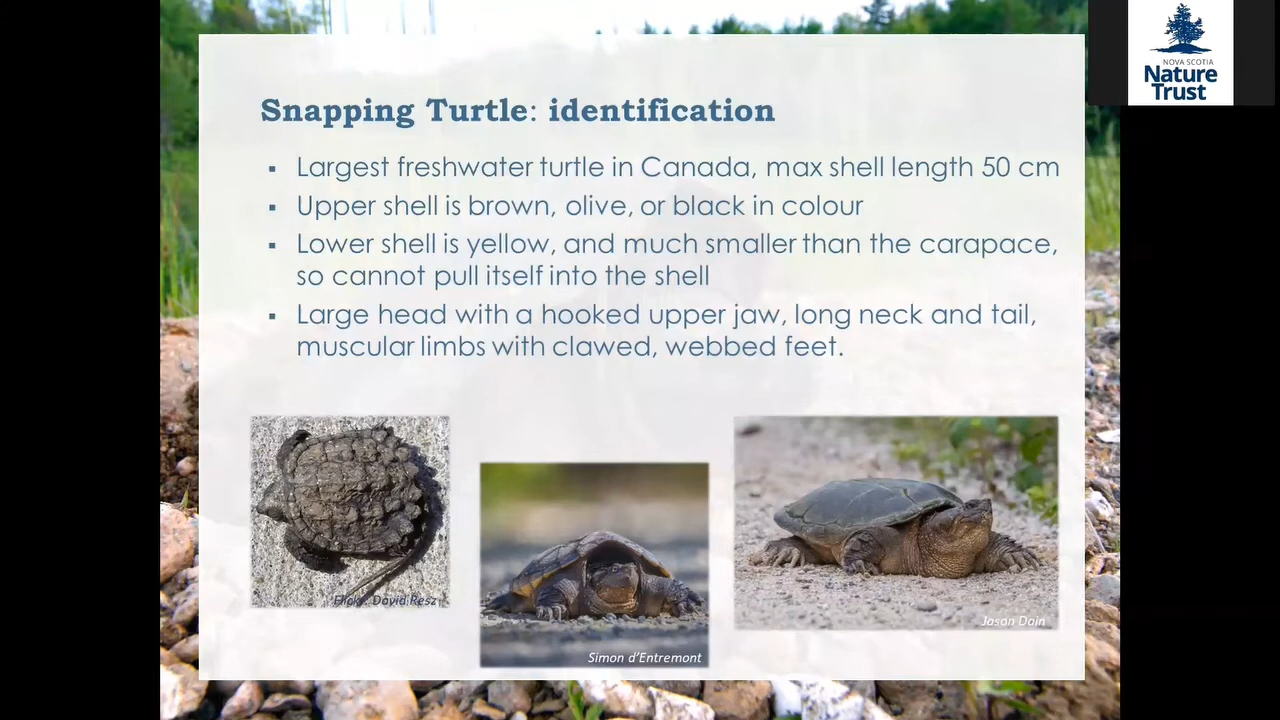 NOVA SCOTIA
Nature
Trust
Snapping Turtle: identification
▪ Largest freshwater turtle in Canada, max shell length 50 cm
▪ Upper shell is brown, olive, or black in colour
▪ Lower shell is yellow, and much smaller than the carapace,
so cannot pull itself into the shell
▪ Large head with a hooked upper jaw, long neck and tail,
muscular limbs with clawed, webbed feet.
Flickr: David Resz
Simon d'Entremont
Jason Dain